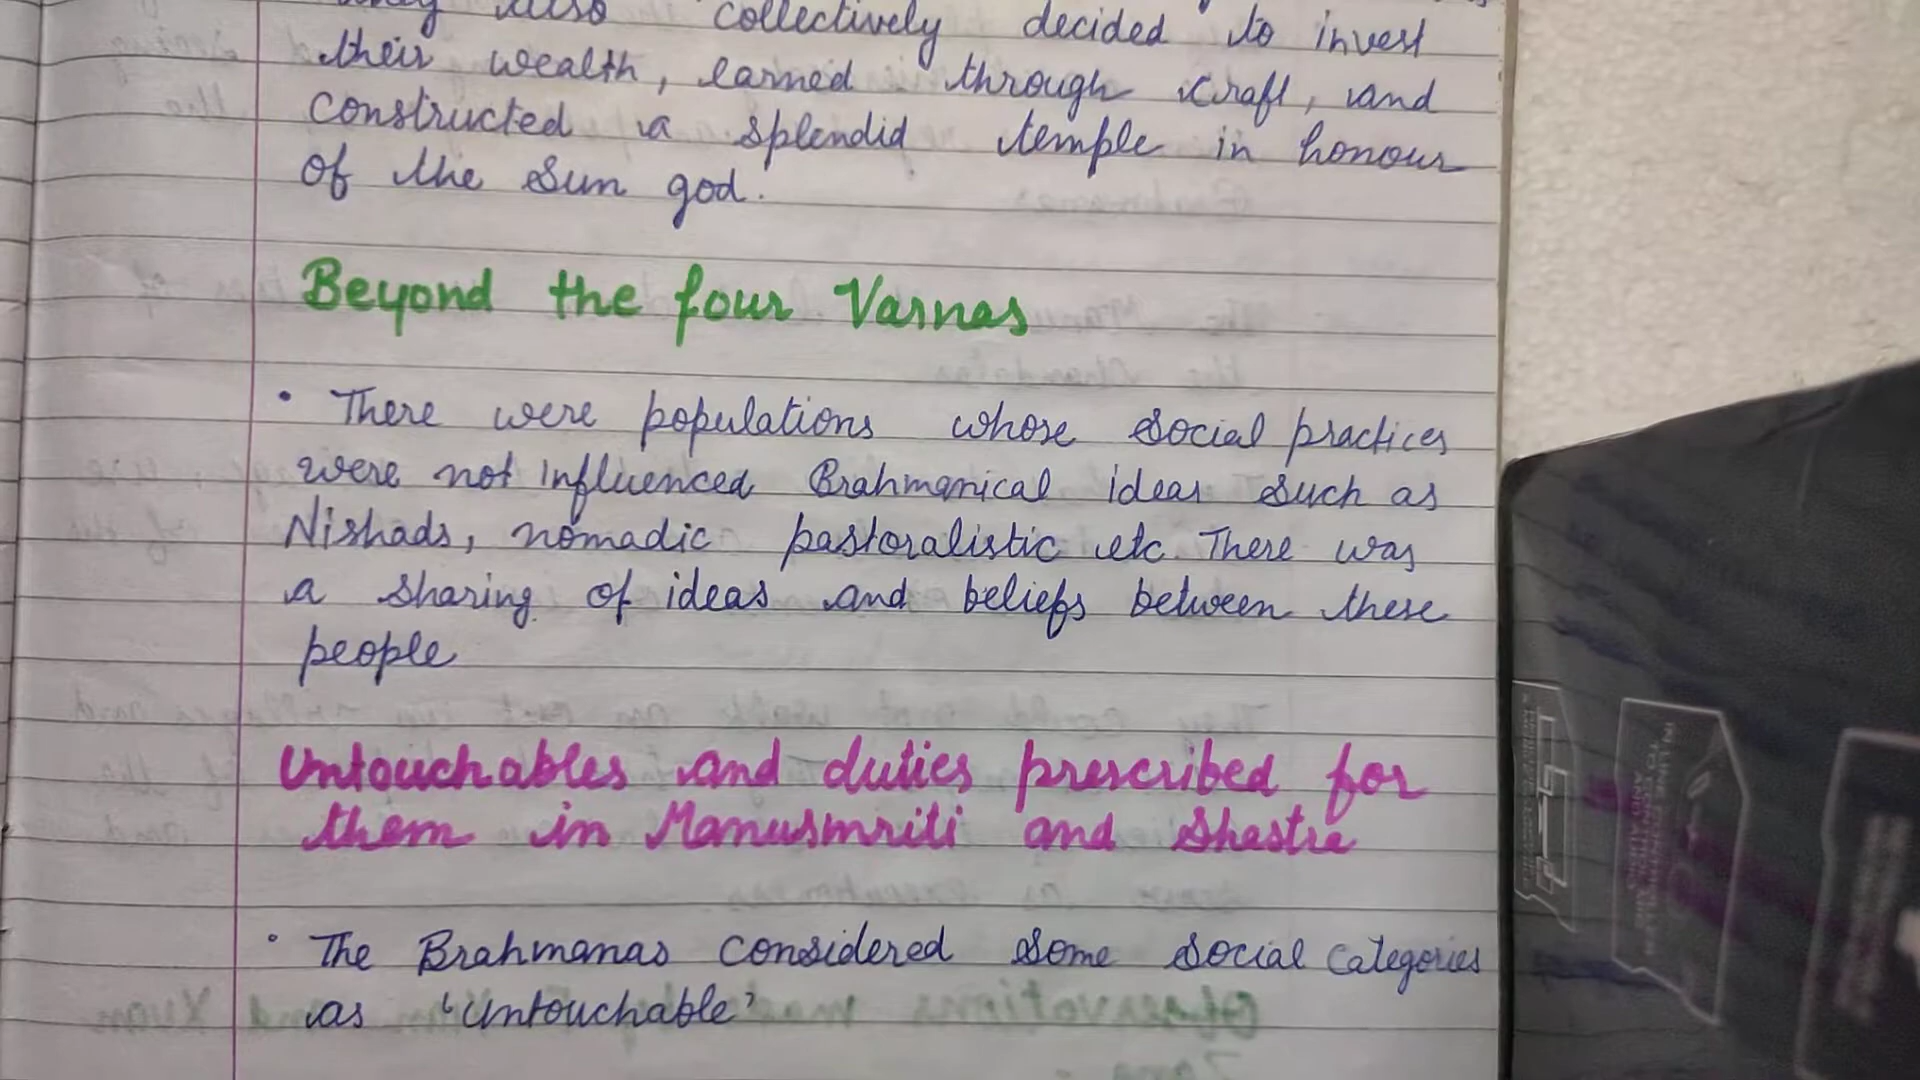 also collectively decided to invest
their wealth, earned through craft, and
constructed a splendid temple in honour
of the Sun god.
Beyond the four Varnas
• There were populations whose social practices
were not influenced Brahmanical ideas such as
Nishads, nomadic pastoralistic etc. There was
a sharing of ideas and beliefs between these
people
Untouchables and duties prescribed for
them in Manusmriti and Shastra
• The Brahmanas considered some social categories
as 'untouchable'